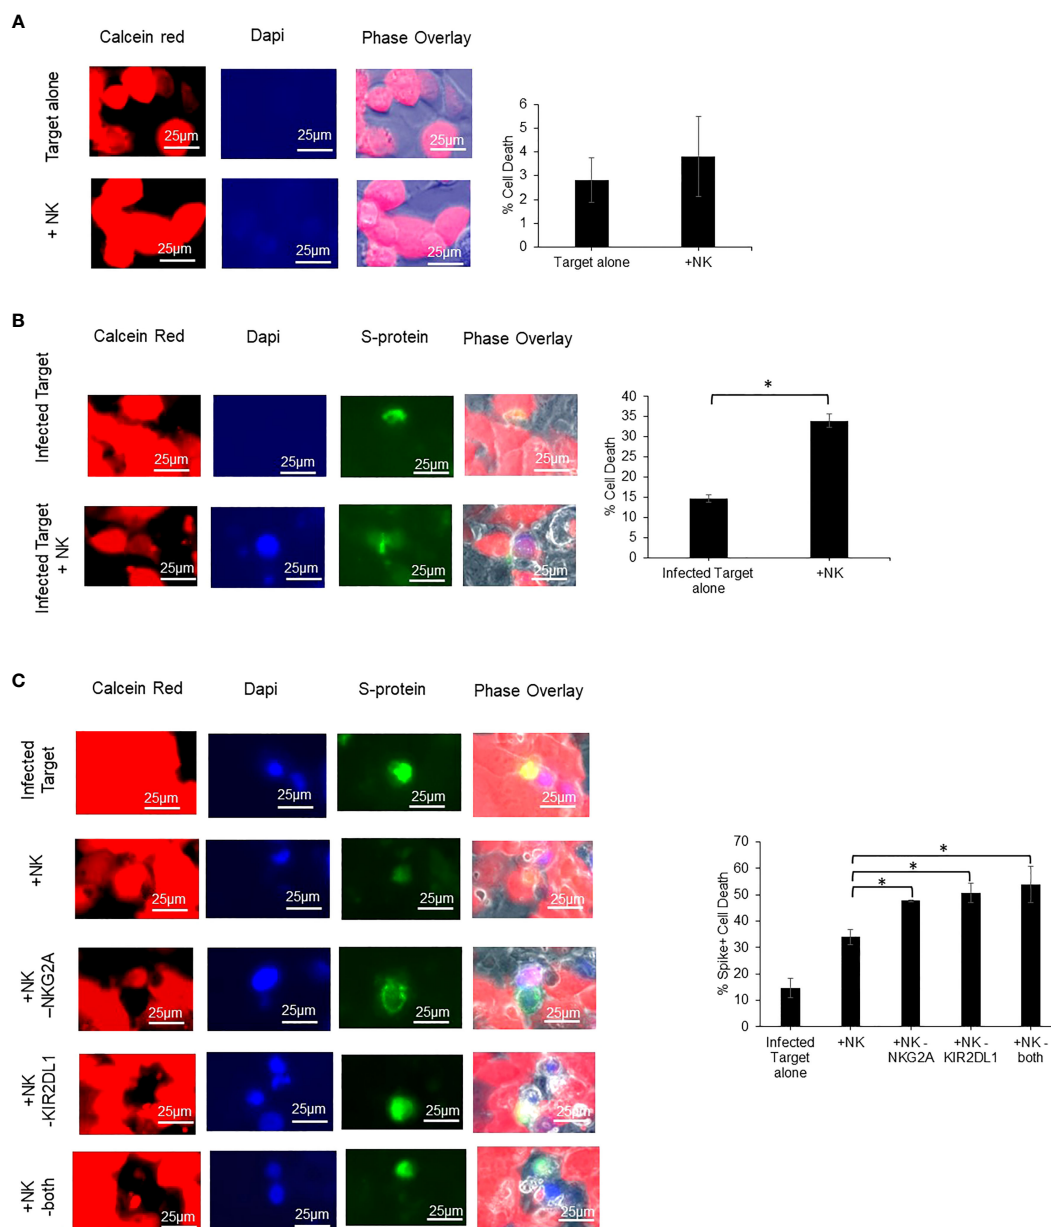 A
Calcein red
Dapi
Phase Overlay
Target alone
25µm
25µm
25µm
+ NK
25µm
25µm
25µm
% Cell Death
6
5
4
3
2
1
0
Target alone
+NK
B
Calcein Red
Dapi
S-protein
Phase Overlay
Infected Target
25µm
25µm
25µm
25µm
Infected Target
+ NK
25µm
25µm
25µm
25µm
% Cell Death
40
35
30
25
20
15
10
5
0
*
Infected Target
alone
+NK
C
Calcein Red
Dapi
S-protein
Phase Overlay
Infected
Target
25µm
25µm
25µm
25µm
+NK
25µm
25µm
25µm
25µm
+NK
–NKG2A
25µm
25µm
25µm
25µm
+NK
-KIR2DL1
25µm
25µm
25µm
25µm
+NK
-both
25µm
25µm
25µm
25µm
% Spike+ Cell Death
70
60
50
40
30
20
10
0
*
*
*
Infected
Target
alone
+NK
+NK -
NKG2A
+NK -
KIR2DL1
+NK -
both